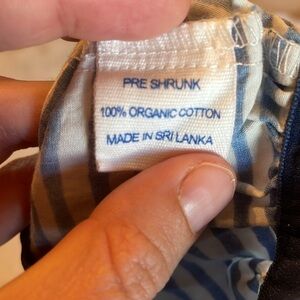 PRE SHRUNK
100% ORGANIC COTTON
MADE IN SRI LANKA